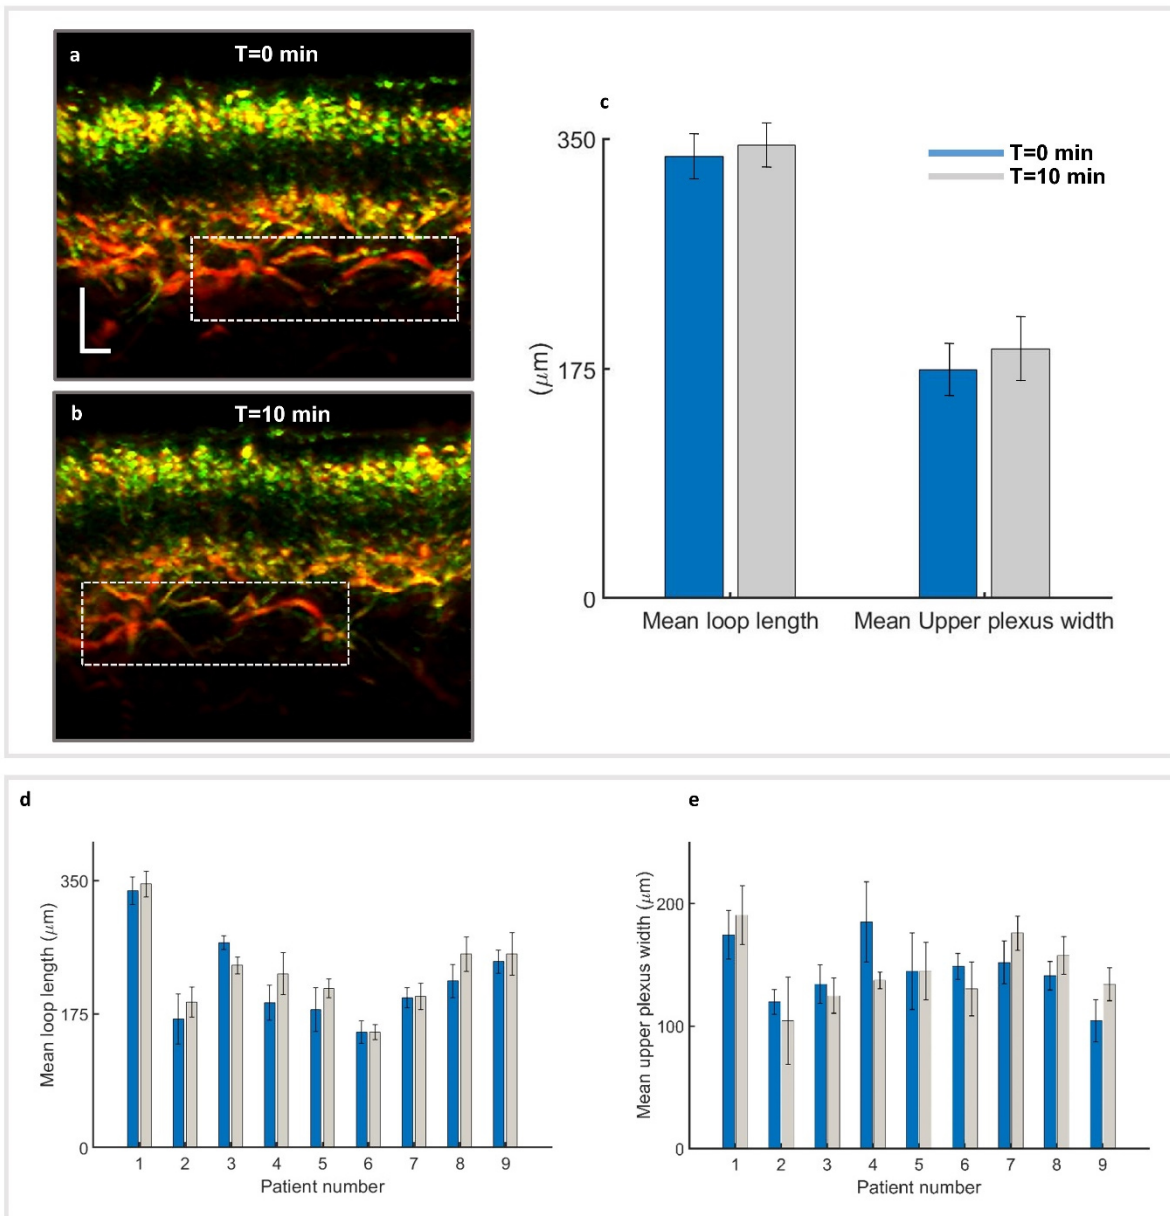 a
T=0 min
b
T=10 min
c
350
175
0
(μm)
T=0 min
T=10 min
Mean loop length
Mean Upper plexus width
d
Mean loop length (μm)
350
175
0
1 2 3 4 5 6 7 8 9
Patient number
e
Mean upper plexus width (μm)
200
100
0
1 2 3 4 5 6 7 8 9
Patient number